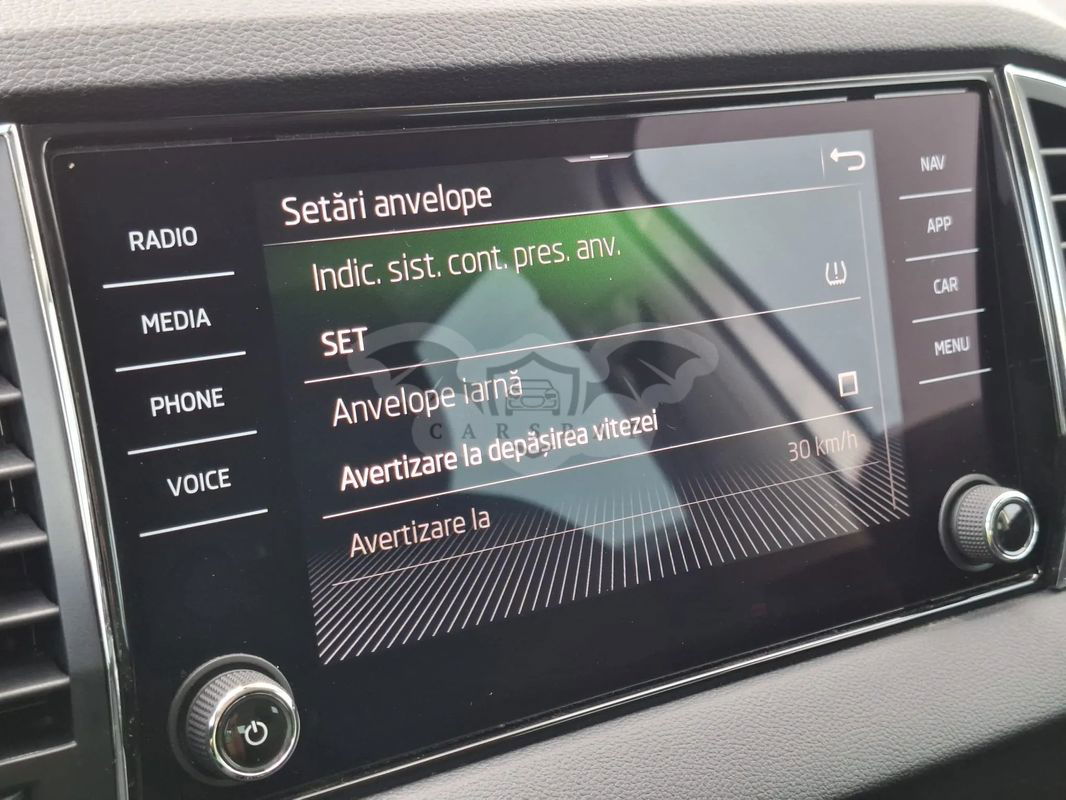 RADIO
MEDIA
PHONE
VOICE
Setări anvelope
Indic. sist. cont. pres. anv.
SET
Anvelope iarnă
Avertizare la depășirea vitezei
Avertizare la
30 km/h
NAV
APP
CAR
MENU